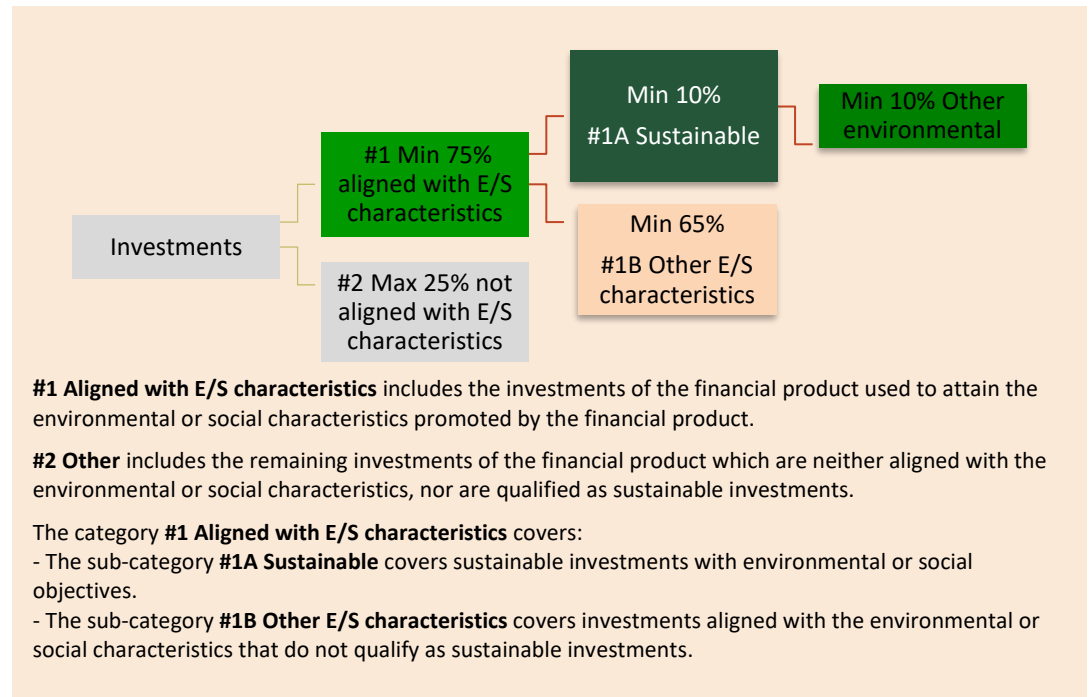 Investments
#1 Min 75%
aligned with E/S
characteristics
#2 Max 25% not
aligned with E/S
characteristics
Min 10%
#1A Sustainable
Min 65%
#1B Other E/S
characteristics
Min 10% Other
environmental
#1 Aligned with E/S characteristics includes the investments of the financial product used to attain the
environmental or social characteristics promoted by the financial product.
#2 Other includes the remaining investments of the financial product which are neither aligned with the
environmental or social characteristics, nor are qualified as sustainable investments.
The category #1 Aligned with E/S characteristics covers:
- The sub-category #1A Sustainable covers sustainable investments with environmental or social
objectives.
- The sub-category #1B Other E/S characteristics covers investments aligned with the environmental or
social characteristics that do not qualify as sustainable investments.